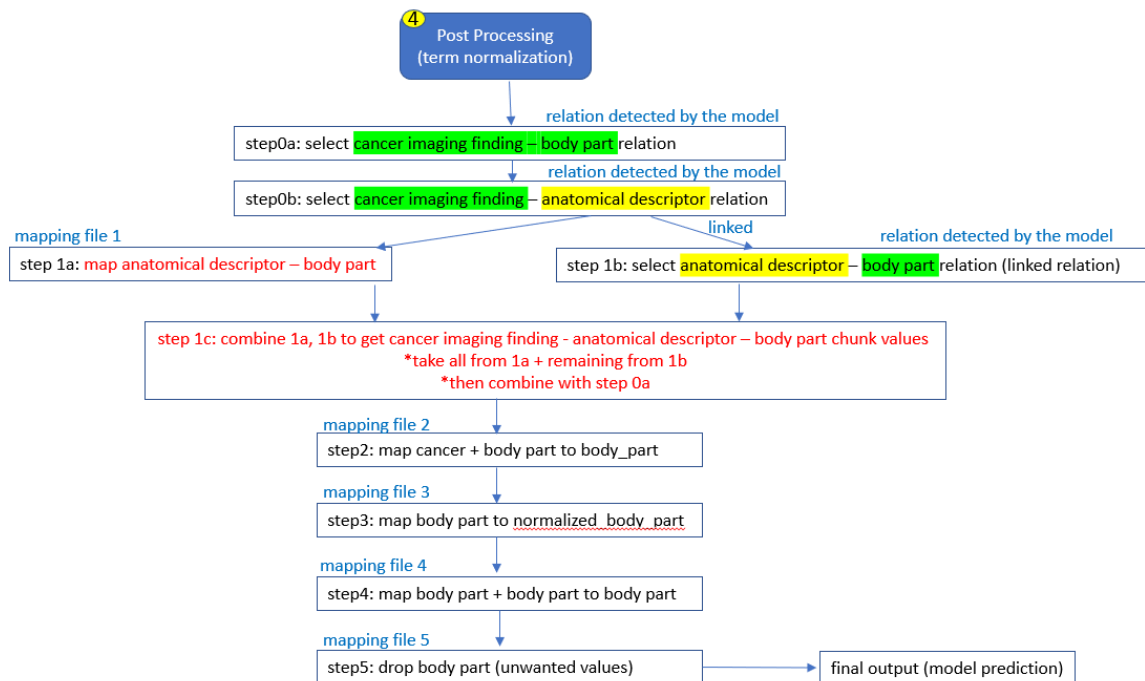 4
Post Processing
(term normalization)
relation detected by the model
step0a: select cancer imaging finding – body part relation
relation detected by the model
step0b: select cancer imaging finding – anatomical descriptor relation
linked
mapping file 1
relation detected by the model
step 1a: map anatomical descriptor – body part
step 1b: select anatomical descriptor – body part relation (linked relation)
step 1c: combine 1a, 1b to get cancer imaging finding - anatomical descriptor – body part chunk values
*take all from 1a + remaining from 1b
*then combine with step 0a
mapping file 2
step2: map cancer + body part to body_part
mapping file 3
step3: map body part to normalized_body_part
mapping file 4
step4: map body part + body part to body part
mapping file 5
step5: drop body part (unwanted values)
final output (model prediction)